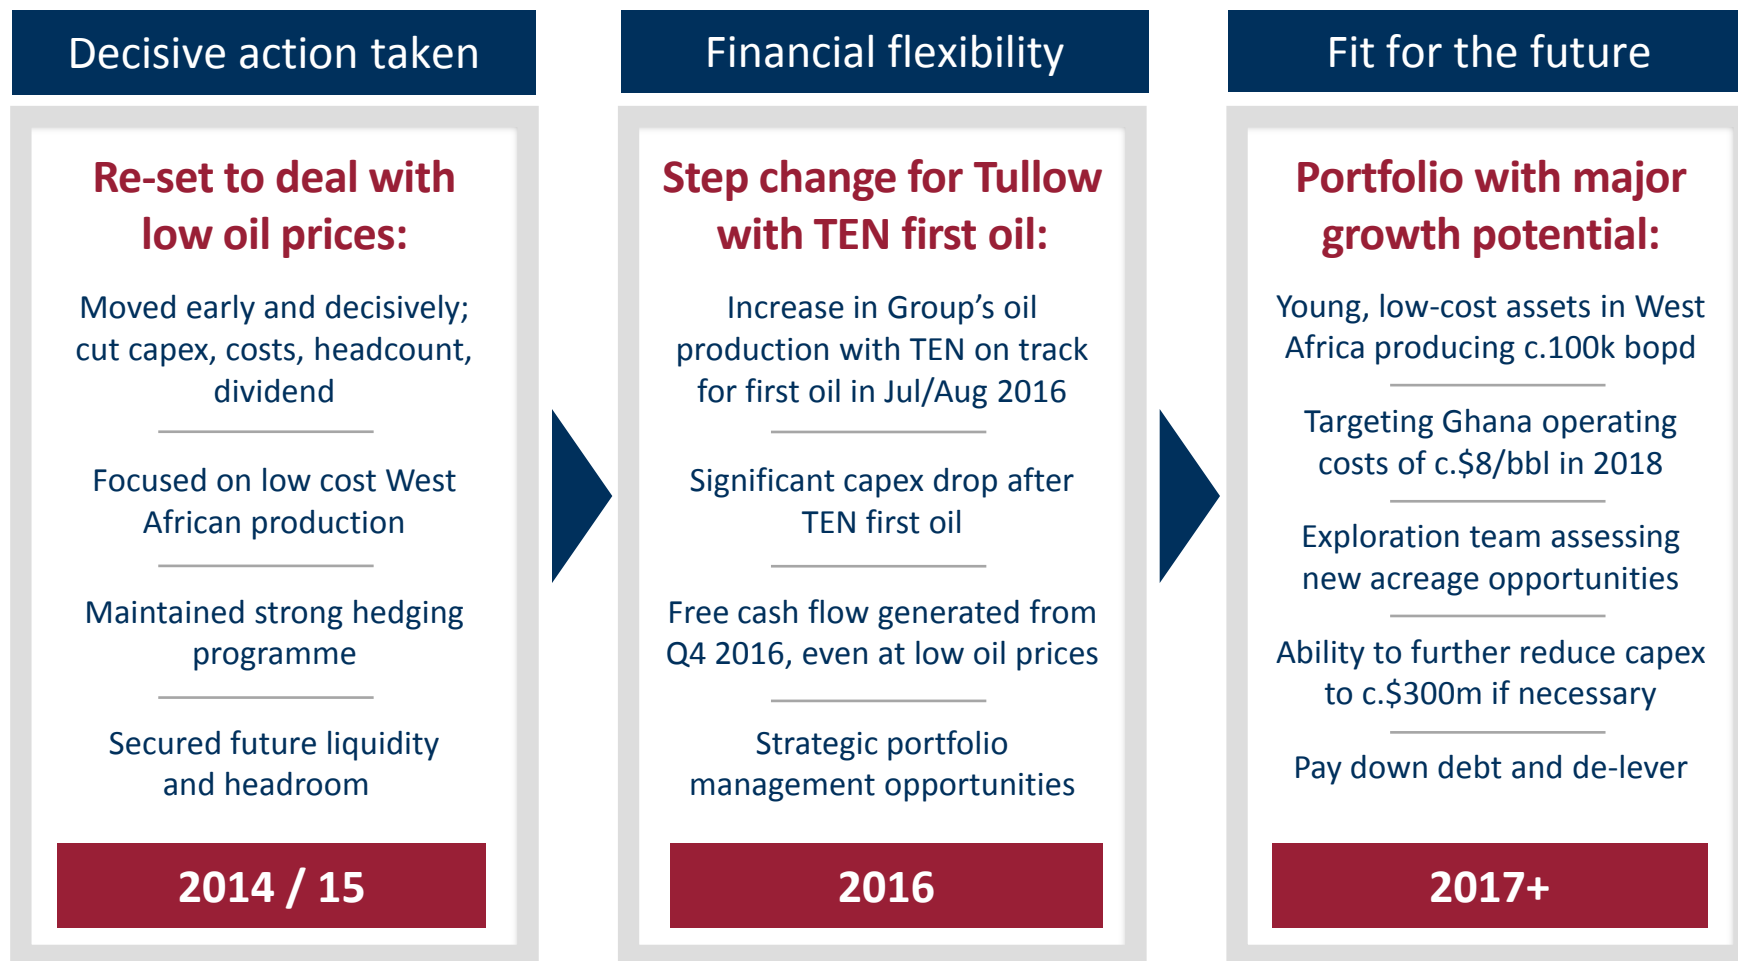 Decisive action taken
Re-set to deal with
low oil prices:
Moved early and decisively;
cut capex, costs, headcount,
dividend
Focused on low cost West
African production
Maintained strong hedging
programme
Secured future liquidity
and headroom
2014 / 15
Financial flexibility
Step change for Tullow
with TEN first oil:
Increase in Group’s oil
production with TEN on track
for first oil in Jul/Aug 2016
Significant capex drop after
TEN first oil
Free cash flow generated from
Q4 2016, even at low oil prices
Strategic portfolio
management opportunities
2016
Fit for the future
Portfolio with major
growth potential:
Young, low-cost assets in West
Africa producing c.100k bopd
Targeting Ghana operating
costs of c.$8/bbl in 2018
Exploration team assessing
new acreage opportunities
Ability to further reduce capex
to c.$300m if necessary
Pay down debt and de-lever
2017+